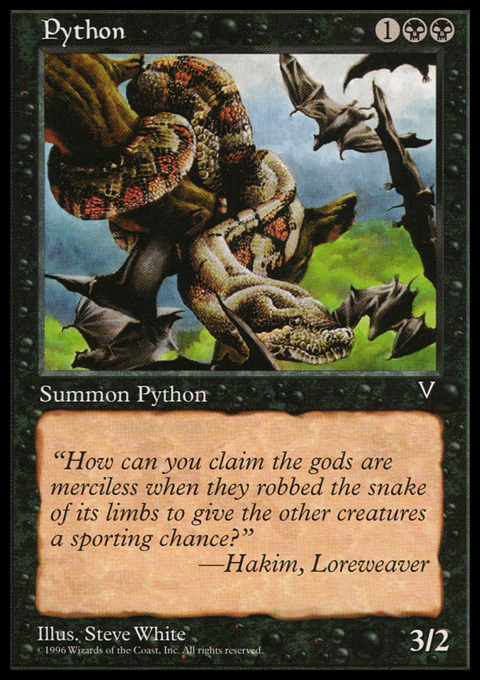 Python 1
Summon Python V
“How can you claim the gods are
merciless when they robbed the snake
of its limbs to give the other creatures
a sporting chance?”
—Hakim, Loreweaver
Illus. Steve White
©1996 Wizards of the Coast, Inc. All rights reserved.
3/2